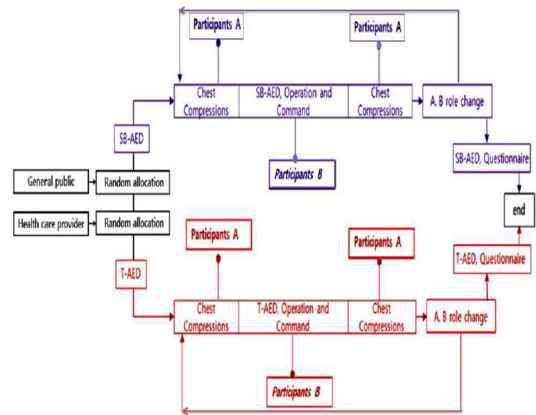 Participants A
Participants A
Chest
Compressions
SB-AED, Operation and
Command
Chest
Compressions
A. B role change
SB-AED
SB-AED, Questionnaire
Participants B
General public
Random allocation
end
Health care provider
Random allocation
Participants A
Participants A
T-AED, Questionnaire
T-AED
Chest
Compressions
T-AED, Operation and
Command
Chest
Compressions
A. B role change
Participants B